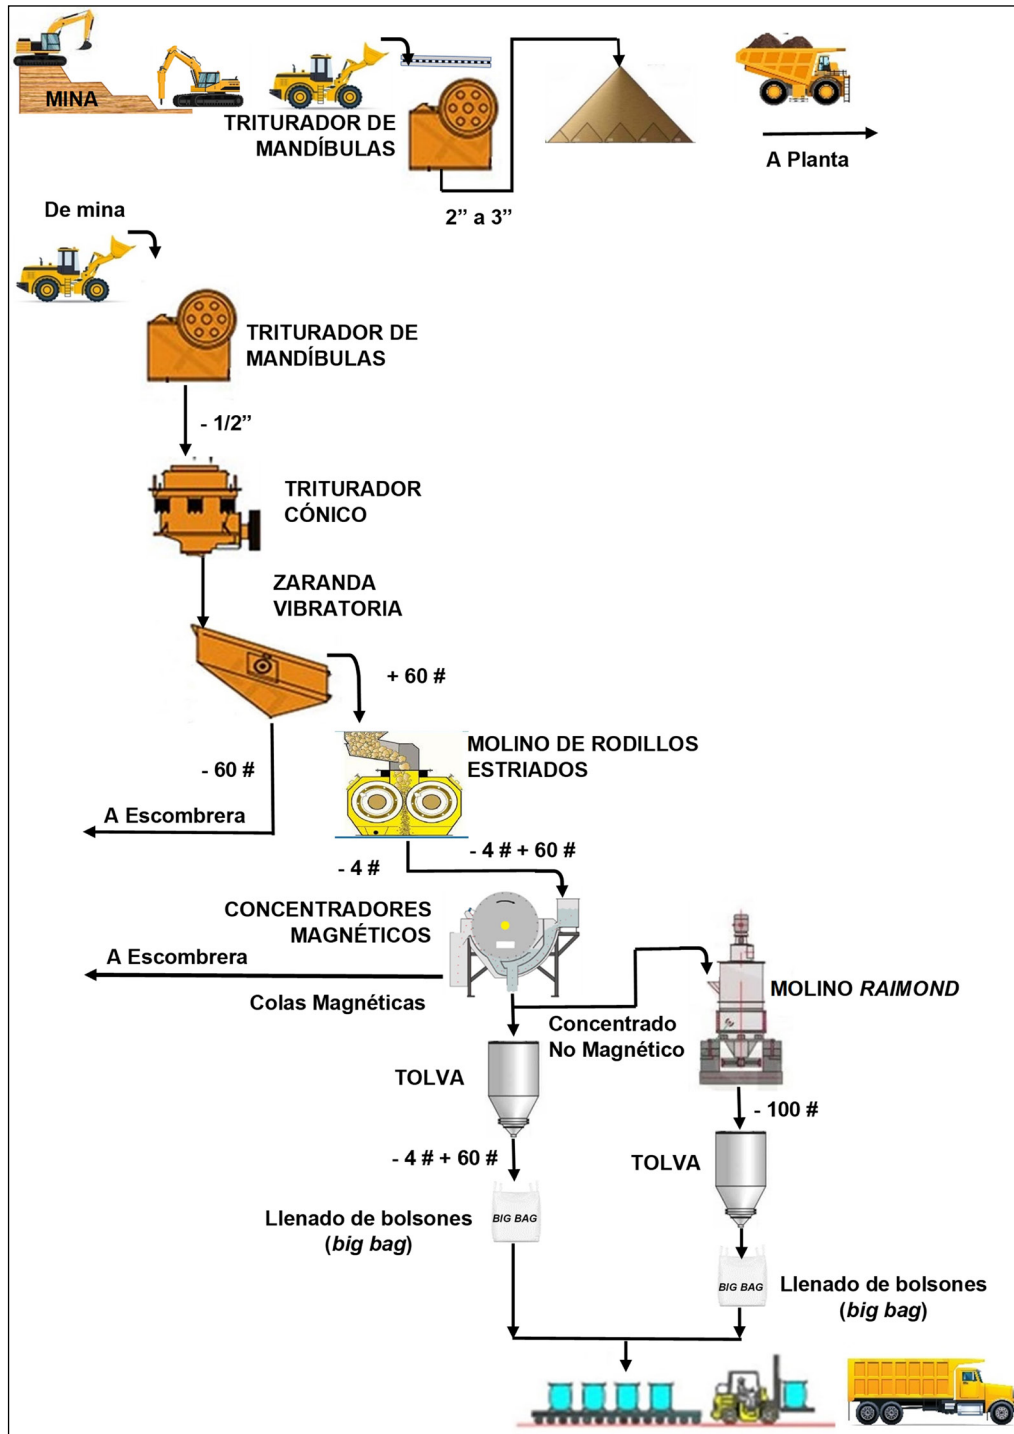 MINA
TRITURADOR DE
MANDÍBULAS
2” a 3”
A Planta
De mina
TRITURADOR DE
MANDÍBULAS
- 1/2”
TRITURADOR
CÓNICO
ZARANDA
VIBRATORIA
+ 60 #
- 60 #
A Escombrera
MOLINO DE RODILLOS
ESTRIADOS
- 4 #
- 4 # + 60 #
CONCENTRADORES
MAGNÉTICOS
A Escombrera
Colas Magnéticas
MOLINO RAIMOND
Concentrado
No Magnético
TOLVA
- 100 #
- 4 # + 60 #
TOLVA
Llenado de bolsones
(big bag)
BIG BAG
BIG BAG
Llenado de bolsones
(big bag)